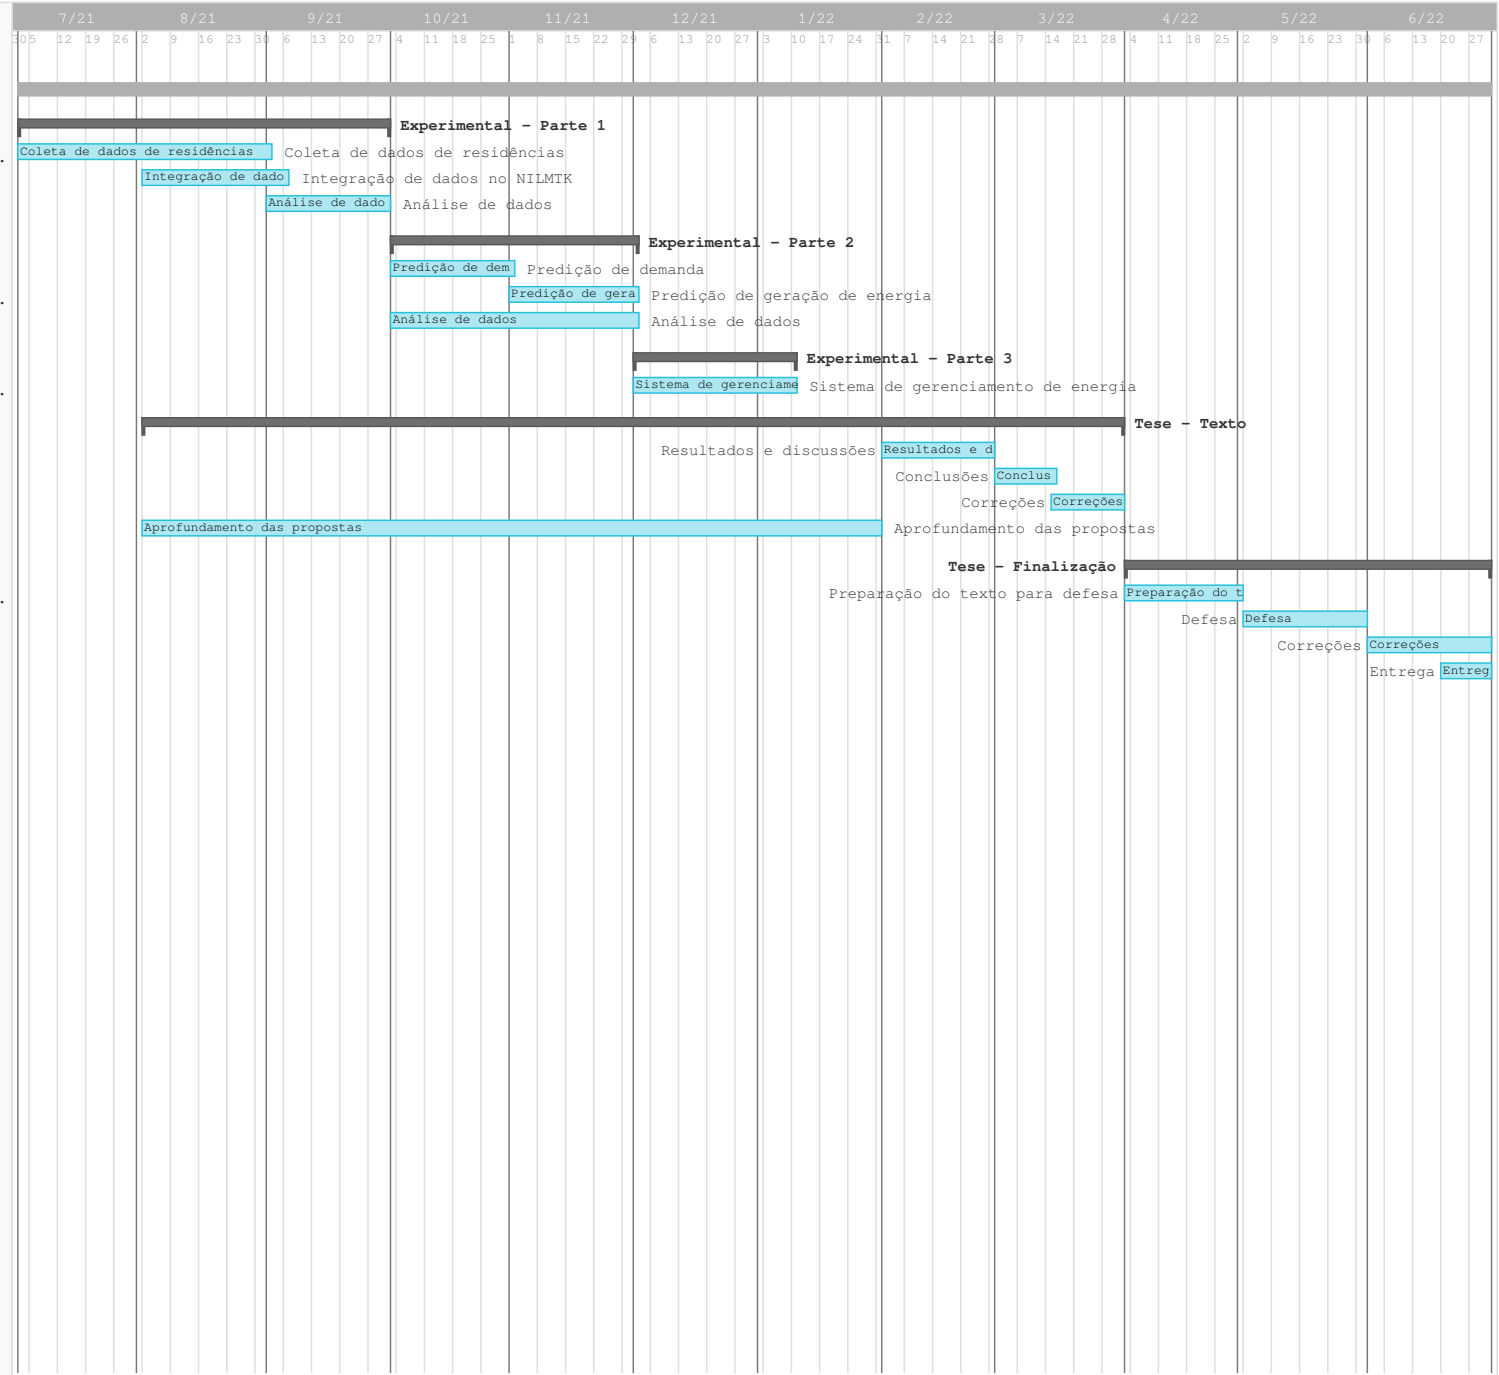 7/21 8/21 9/21 10/21 11/21 12/21 1/22 2/22 3/22 4/22 5/22 6/22
30 5 12 19 26 2 9 16 23 30 6 13 20 27 4 11 18 25 1 8 15 22 29 6 13 20 27 3 10 17 24 31 7 14 21 28 7 14 21 28 4 11 18 25 2 9 16 23 30 6 13 20 27
Experimental - Parte 1
Coleta de dados de residências Coleta de dados de residências
Integração de dado Integração de dados no NILMTK
Análise de dado Análise de dados
Experimental - Parte 2
Predição de dem Predição de demanda
Predição de gera Predição de geração de energia
Análise de dados Análise de dados
Experimental - Parte 3
Sistema de gerenciame Sistema de gerenciamento de energia
Tese - Texto
Resultados e discussões Resultados e d
Conclusões Conclus
Correções Correções
Aprofundamento das propostas Aprofundamento das propostas
Tese - Finalização
Preparação do texto para defesa Preparação do t
Defesa Defesa
Correções Correções
Entrega Entreg